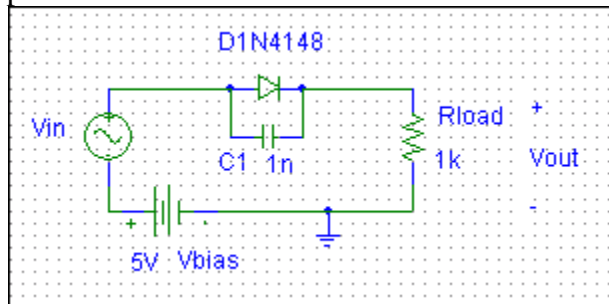 D1N4148
Vin
+
C1 1n
Rload
1k
+
Vout
-
+ -
5V Vbias